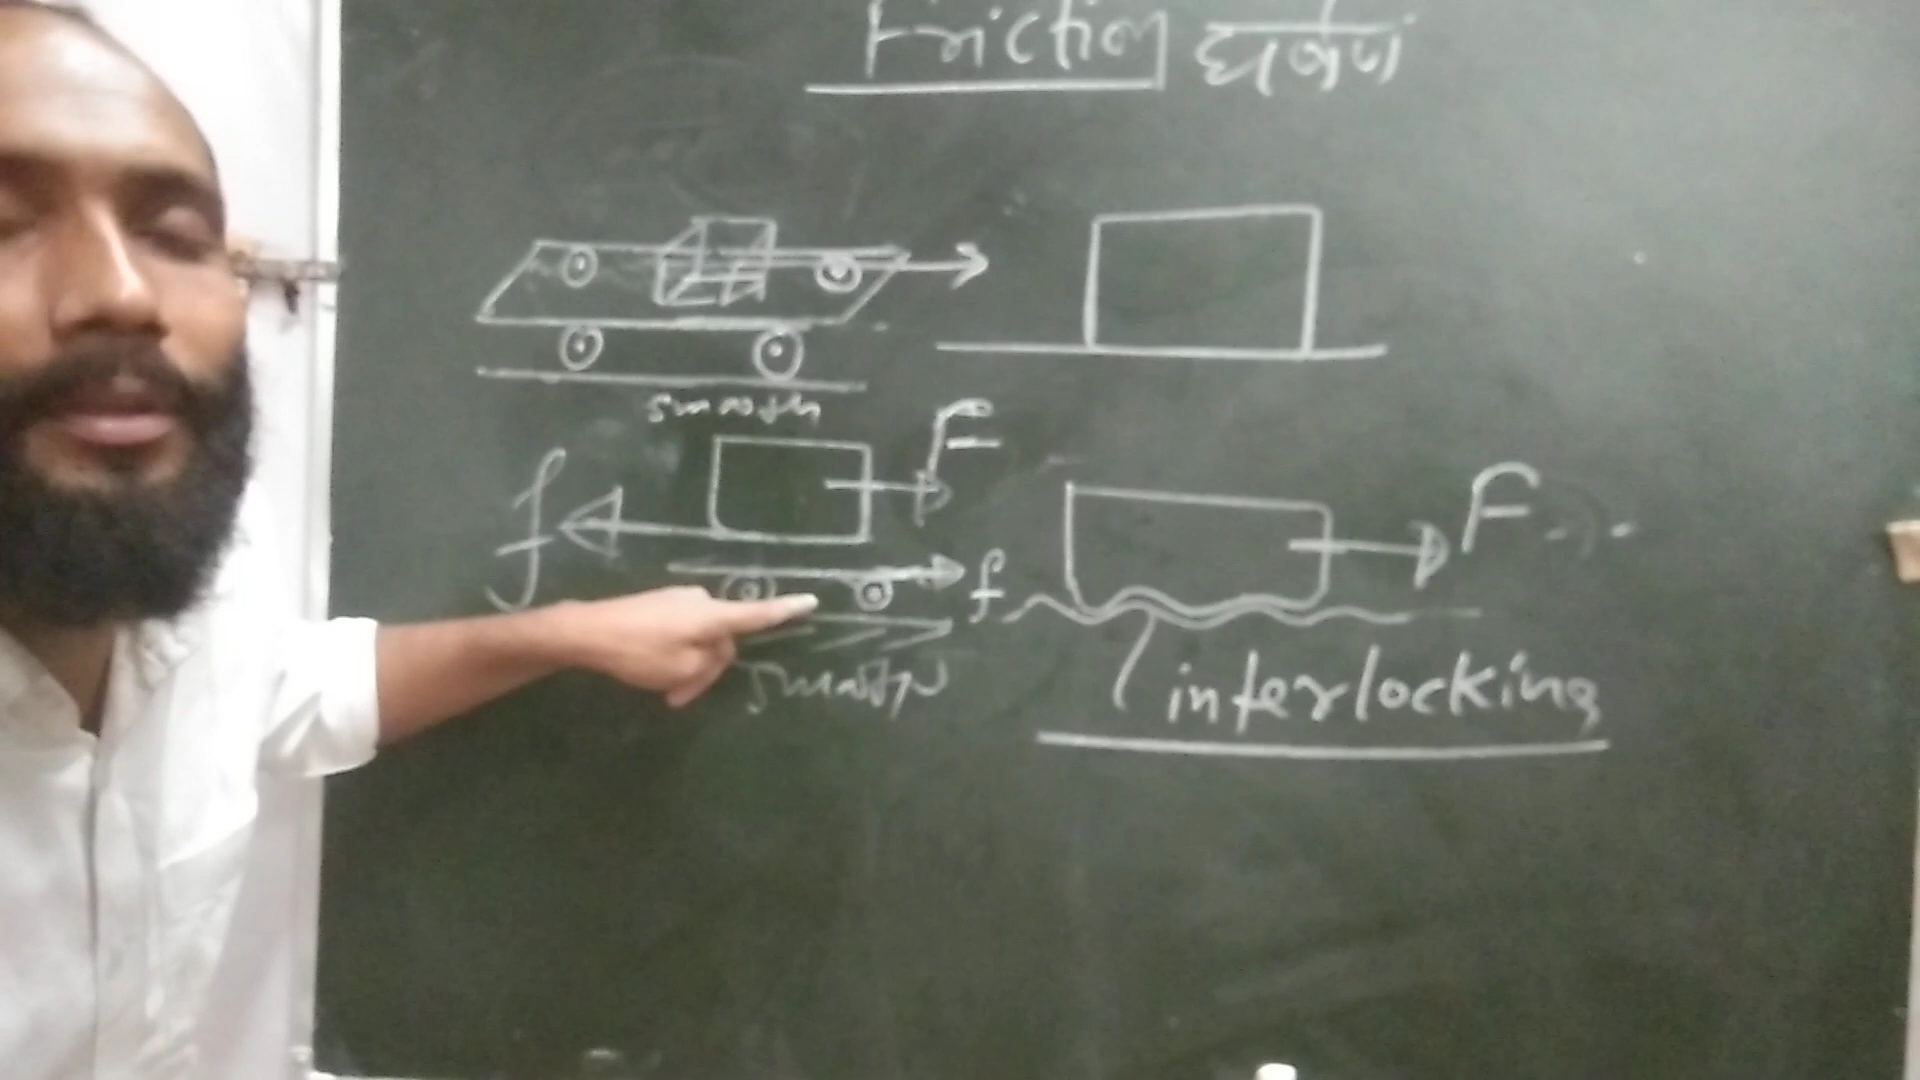 Friction घर्षण
smooth
F
f
F
f
smooth
interlocking